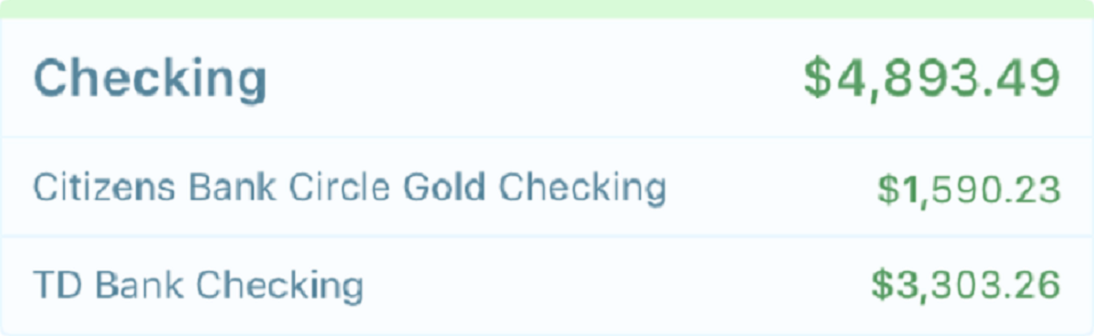 Checking $4,893.49
Citizens Bank Circle Gold Checking $1,590.23
TD Bank Checking $3,303.26